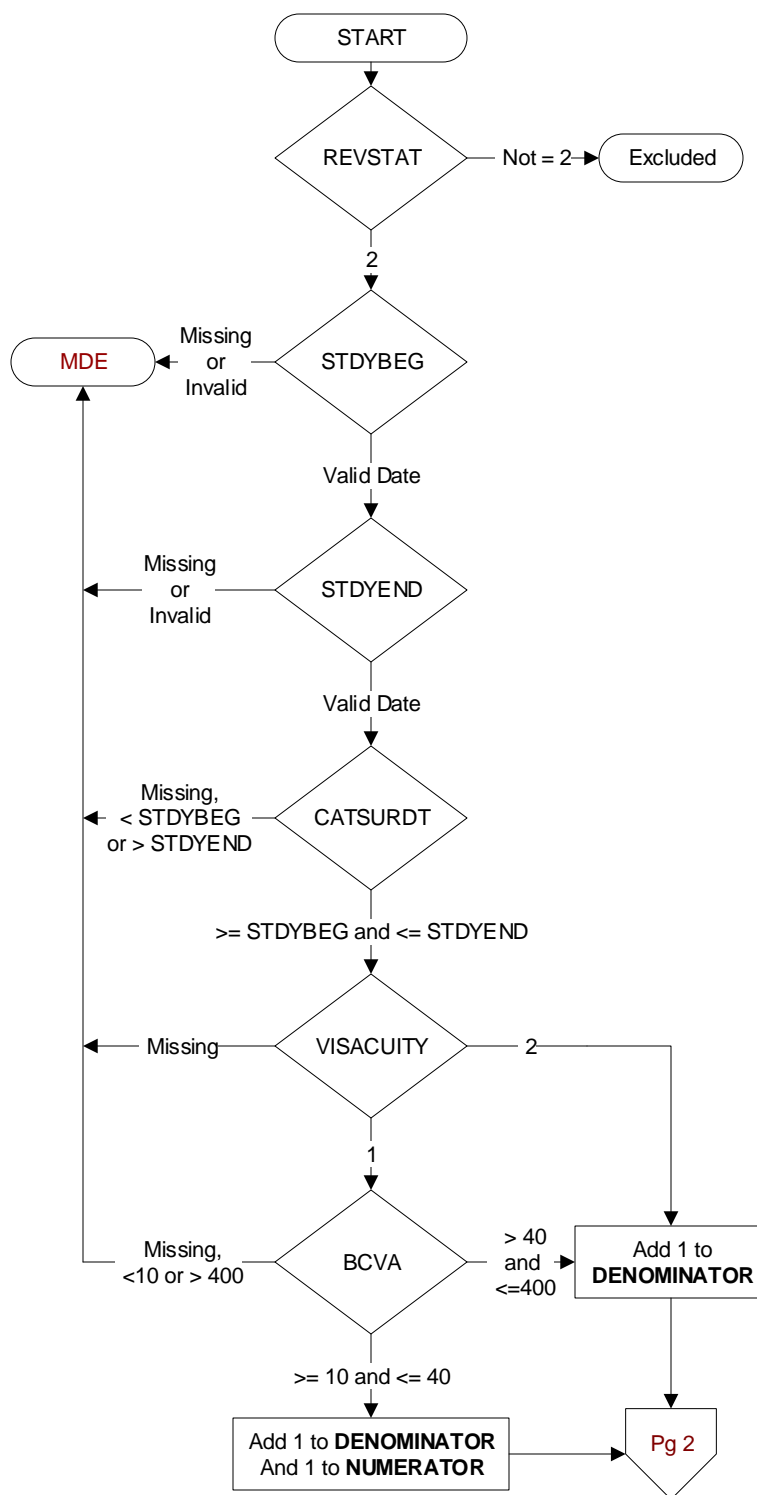 START
REVSTAT
Not = 2
Excluded
2
MDE
Missing
or
Invalid
STDYBEG
Valid Date
Missing
or
Invalid
STDYEND
Valid Date
Missing,
< STDYBEG
or > STDYEND
CATSURDT
>= STDYBEG and <= STDYEND
Missing
VISACUITY
2
1
Missing,
<10 or > 400
BCVA
> 40
and
<=400
Add 1 to
DENOMINATOR
>= 10 and <= 40
Add 1 to DENOMINATOR
And 1 to NUMERATOR
Pg 2